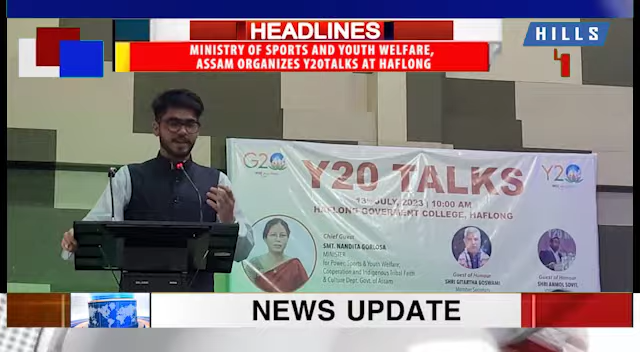 HEADLINES
MINISTRY OF SPORTS AND YOUTH WELFARE,
ASSAM ORGANIZES Y20TALKS AT HAFLONG
HILLS
4
G20
Y20 TALKS
Y20
13th JULY, 2023 | 10:00 AM
HAFLONG GOVERMENT COLLEGE, HAFLONG
Chief Guest
SMT. NANDITA GORLOSA
MINISTER
for Power, Sports & Youth Welfare,
Cooperation and Indigenous Tribal Faith
& Culture Dept. Govt. of Assam
Guest of Honour
SHRI GITARTHA GOSWAMI
Guest of Honour
SHRI ANMOL
NEWS UPDATE